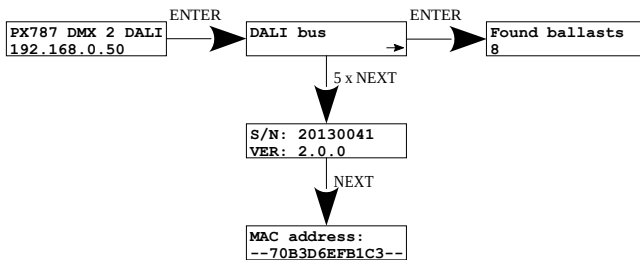 ENTER
ENTER
PX787 DMX 2 DALI
192.168.0.50
DALI bus
Found ballasts
8
5 x NEXT
S/N: 20130041
VER: 2.0.0
NEXT
MAC address:
--70B3D6EFB1C3--